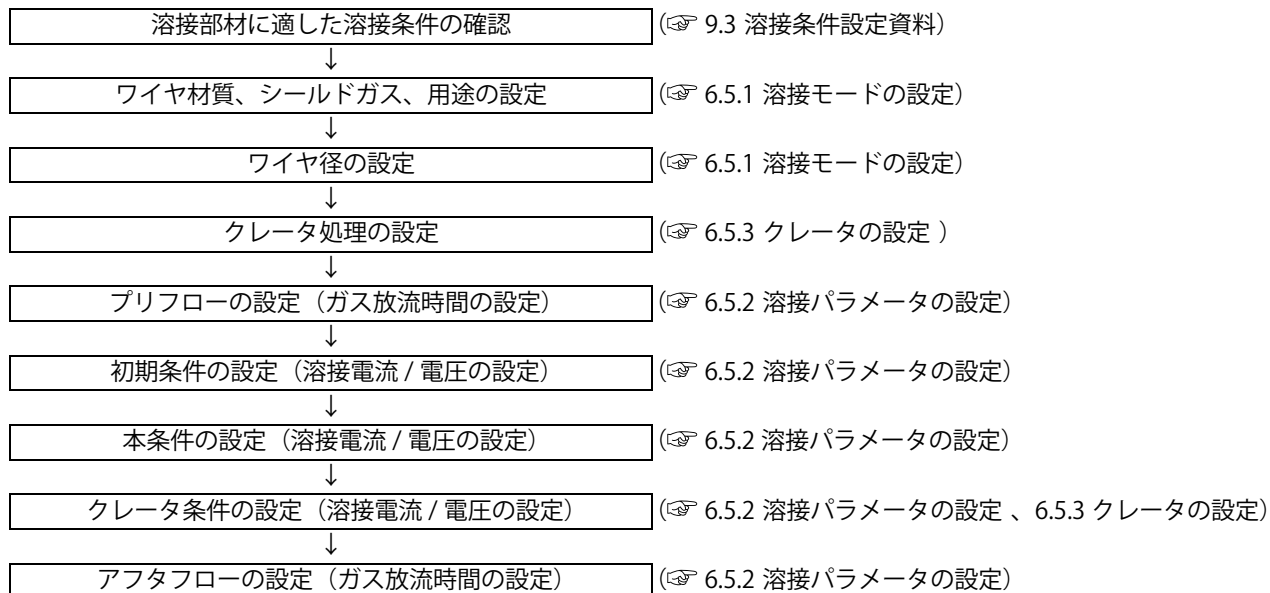 溶接部材に適した溶接条件の確認 (☞ 9.3 溶接条件設定資料)
↓
ワイヤ材質、シールドガス、用途の設定 (☞ 6.5.1 溶接モードの設定)
↓
ワイヤ径の設定 (☞ 6.5.1 溶接モードの設定)
↓
クレータ処理の設定 (☞ 6.5.3 クレータの設定 )
↓
プリフローの設定（ガス放流時間の設定） (☞ 6.5.2 溶接パラメータの設定)
↓
初期条件の設定（溶接電流 / 電圧の設定） (☞ 6.5.2 溶接パラメータの設定)
↓
本条件の設定（溶接電流 / 電圧の設定） (☞ 6.5.2 溶接パラメータの設定)
↓
クレータ条件の設定（溶接電流 / 電圧の設定） (☞ 6.5.2 溶接パラメータの設定 、6.5.3 クレータの設定)
↓
アフタフローの設定（ガス放流時間の設定） (☞ 6.5.2 溶接パラメータの設定)